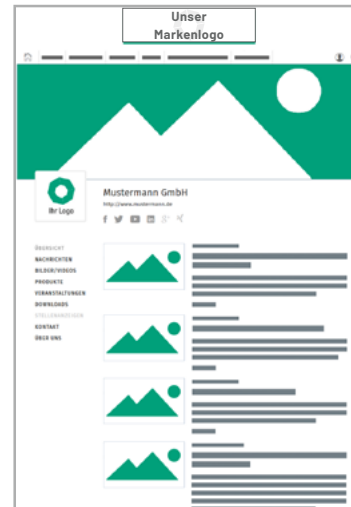 Unser
Markenlogo
Ihr Logo
Mustermann GmbH
http://www.mustermann.de
ÜBERSICHT
NACHRICHTEN
BILDER/VIDEOS
PRODUKTE
VERANSTALTUNGEN
DOWNLOADS
STELLENANZEIGEN
KONTAKT
ÜBER UNS